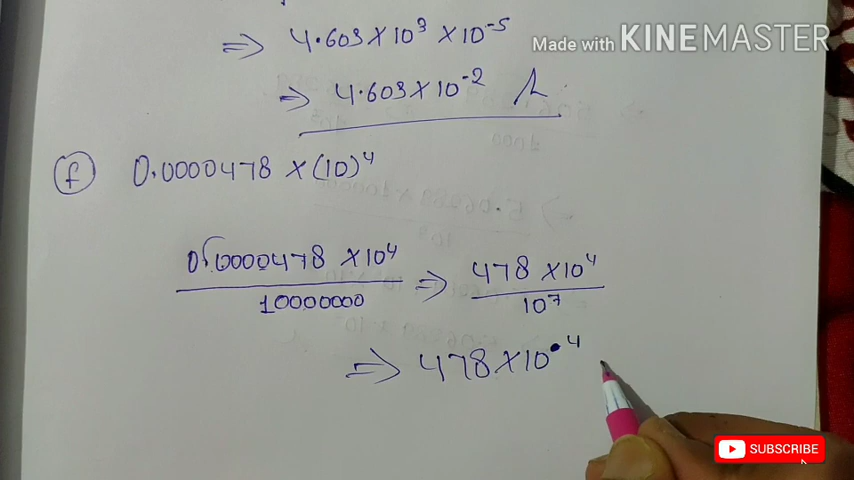 ⇒ 4.603 × 10³ × 10⁻⁵
Made with KINEMASTER
⇒ 4.603 × 10⁻²
f 0.0000478 × (10)⁴
0.0000478 × 10⁴ ⇒ 478 × 10⁴
10000000 10⁷
⇒ 478 × 10 ⁴
SUBSCRIBE